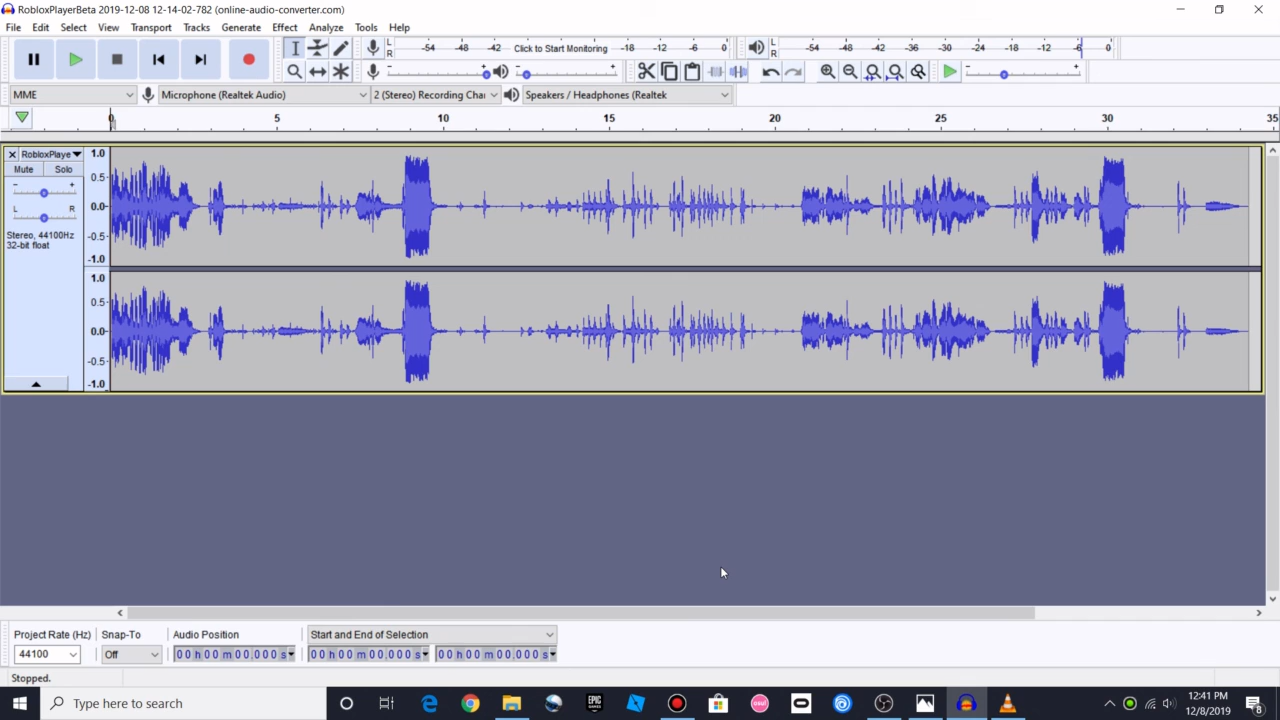 RobloxPlayerBeta 2019-12-08 12-14-02-782 (online-audio-converter.com)
File Edit Select View Transport Tracks Generate Effect Analyze Tools Help
L R -54 -48 -42 Click to Start Monitoring -18 -12 -6 0 L R -54 -48 -42 -36 -30 -24 -18 -12 -6 0
- + - + - +
MME Microphone (Realtek Audio) 2 (Stereo) Recording Chai Speakers / Headphones (Realtek
0 5 10 15 20 25 30 35
RobloxPlaye 1.0
Mute Solo
- + 0.5
L R 0.0
Stereo, 44100Hz -0.5
32-bit float
-1.0
1.0
0.5
0.0
-0.5
-1.0
Project Rate (Hz) Snap-To Audio Position Start and End of Selection
44100 Off 00 h 00 m 00.000 s 00 h 00 m 00.000 s 00 h 00 m 00.000 s
Stopped.
Type here to search EPIC GAMES osu! 12:41 PM
12/8/2019 8